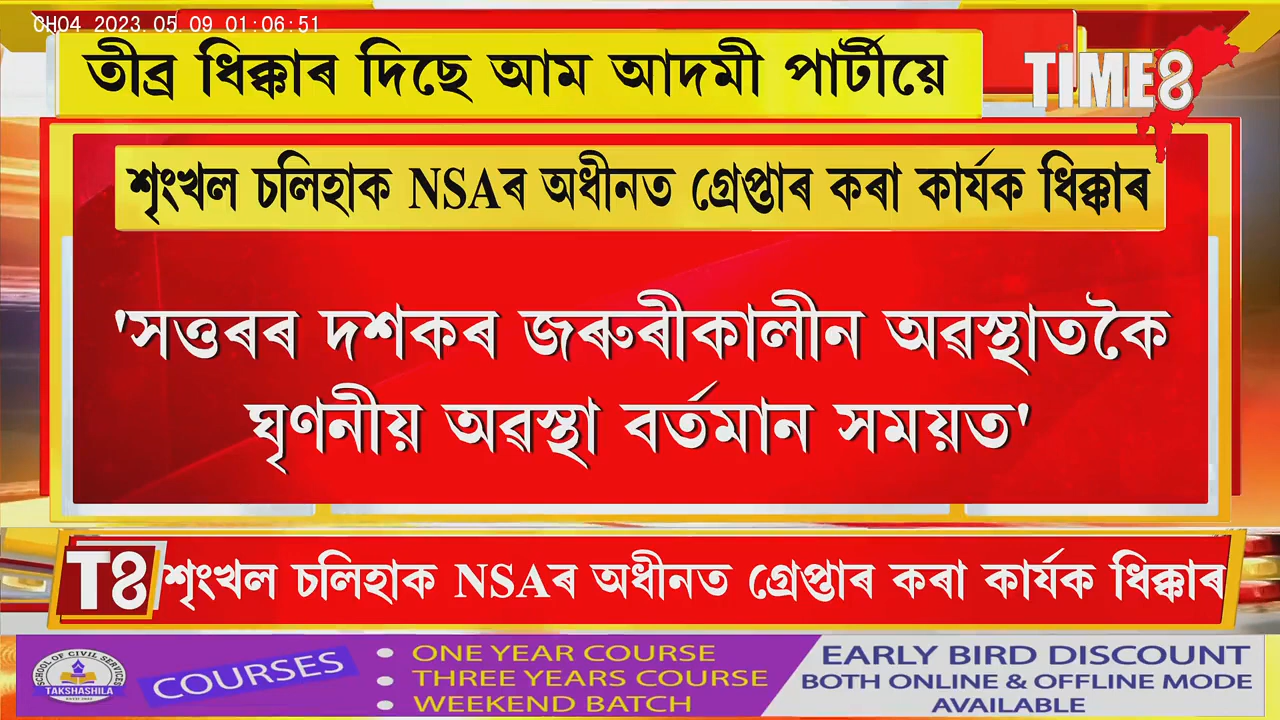 CH04 2023.05.09 01:06:51
তীব্ৰ ধিক্কাৰ দিছে আম আদমী পাৰ্টীয়ে
TIME8
শৃংখল চলিহাক NSAৰ অধীনত গ্ৰেপ্তাৰ কৰা কাৰ্যক ধিক্কাৰ
'সত্তৰৰ দশকৰ জৰুৰীকালীন অৱস্থাতকৈ
ঘৃণনীয় অৱস্থা বৰ্তমান সময়ত'
T8 শৃংখল চলিহাক NSAৰ অধীনত গ্ৰেপ্তাৰ কৰা কাৰ্যক ধিক্কাৰ
SCHOOL OF CIVIL SERVICES
TAKSHASHILA
COURSES
• ONE YEAR COURSE
• THREE YEARS COURSE
• WEEKEND BATCH
EARLY BIRD DISCOUNT
BOTH ONLINE & OFFLINE MODE
AVAILABLE